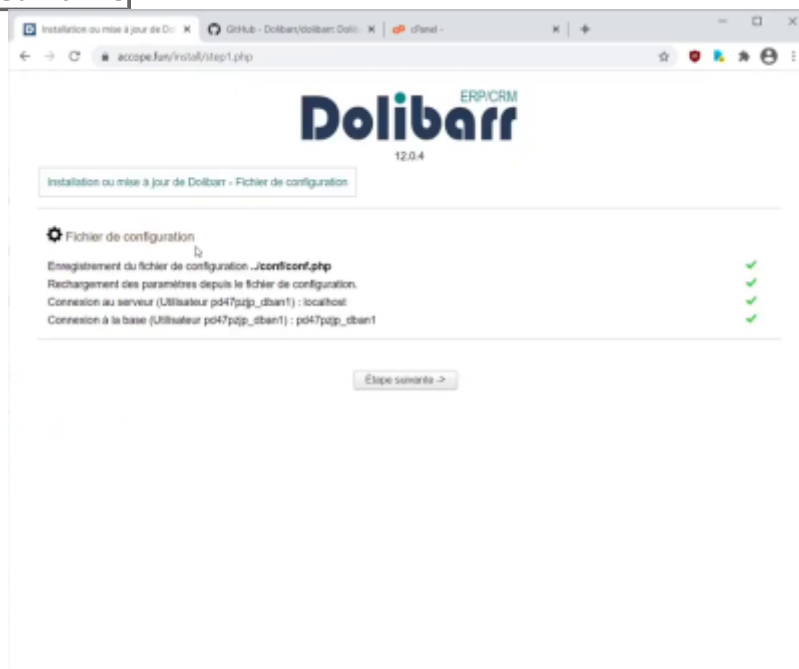 Installation ou mise à jour de Do
GitHub - Dolibarr/dolibarr: Dolib
cPanel -
accope.fun/install/step1.php
Dolibarr
ERP/CRM
12.0.4
Installation ou mise à jour de Dolibarr - Fichier de configuration
Fichier de configuration
Enregistrement du fichier de configuration ../conf/conf.php
Rechargement des paramètres depuis le fichier de configuration.
Connexion au serveur (Utilisateur pd47pzjp_dban1) : localhost
Connexion à la base (Utilisateur pd47pzjp_dban1) : pd47pzjp_dban1
Étape suivante ->